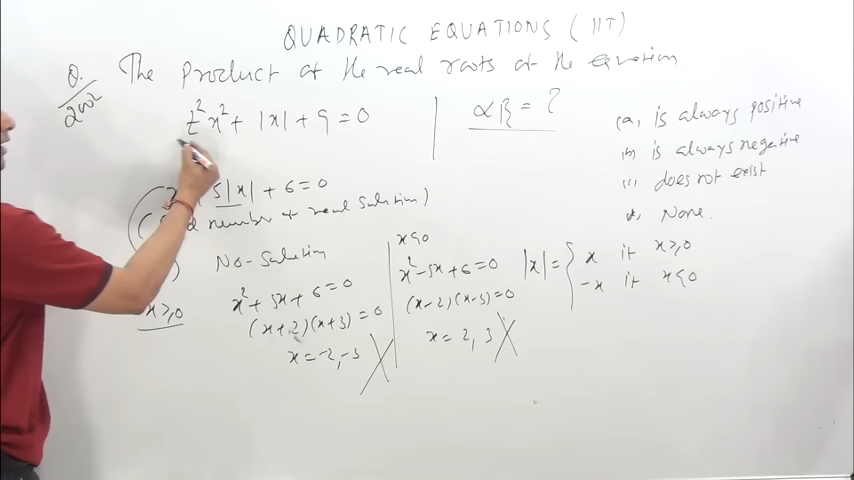 QUADRATIC EQUATIONS (IIT)
Q. The Product of the real roots of the equation
2002
t²x² + |x| + 9 = 0
αβ = ?
(a) is always positive
(b) is always negative
(c) does not exist
(d) None.
5|x| + 6 = 0
number of real solution)
No-Solution
x≥0
x² + 5x + 6 = 0
(x+2)(x+3) = 0
x = -2, -3
x<0
x² - 5x + 6 = 0
(x-2)(x-3) = 0
x = 2, 3
|x| = { x if x≥0
-x if x<0